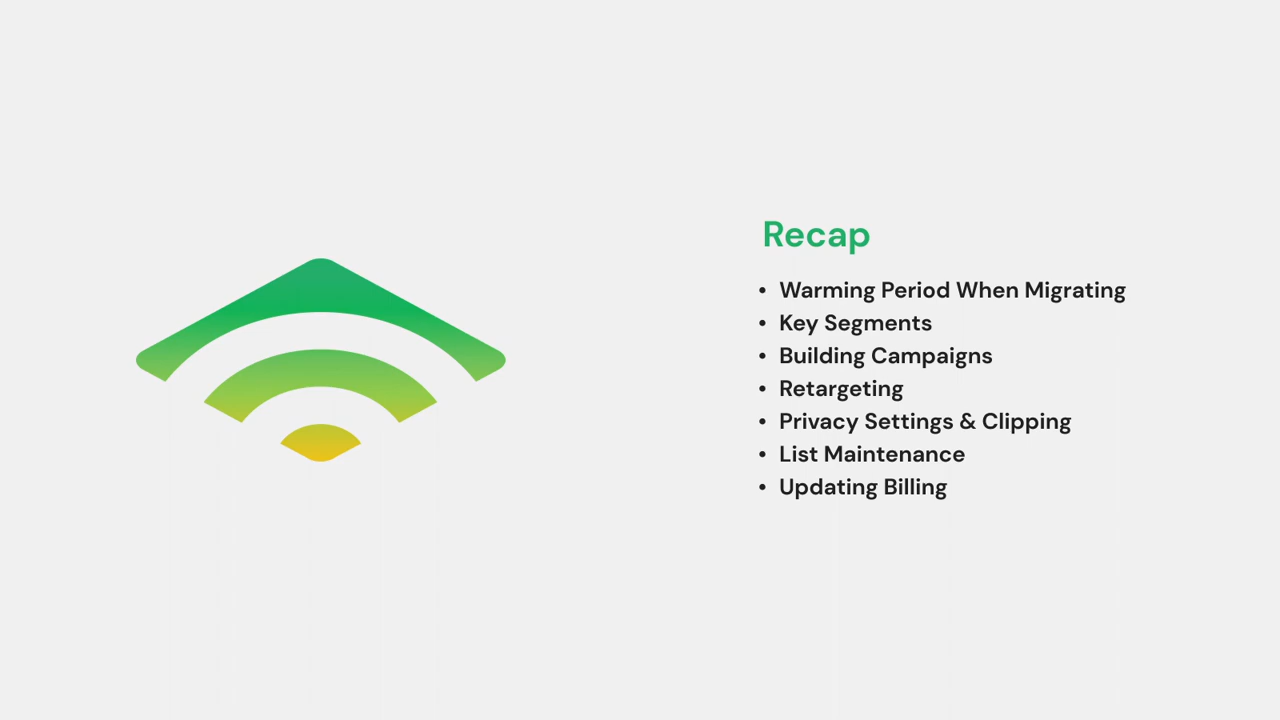 Recap
• Warming Period When Migrating
• Key Segments
• Building Campaigns
• Retargeting
• Privacy Settings & Clipping
• List Maintenance
• Updating Billing